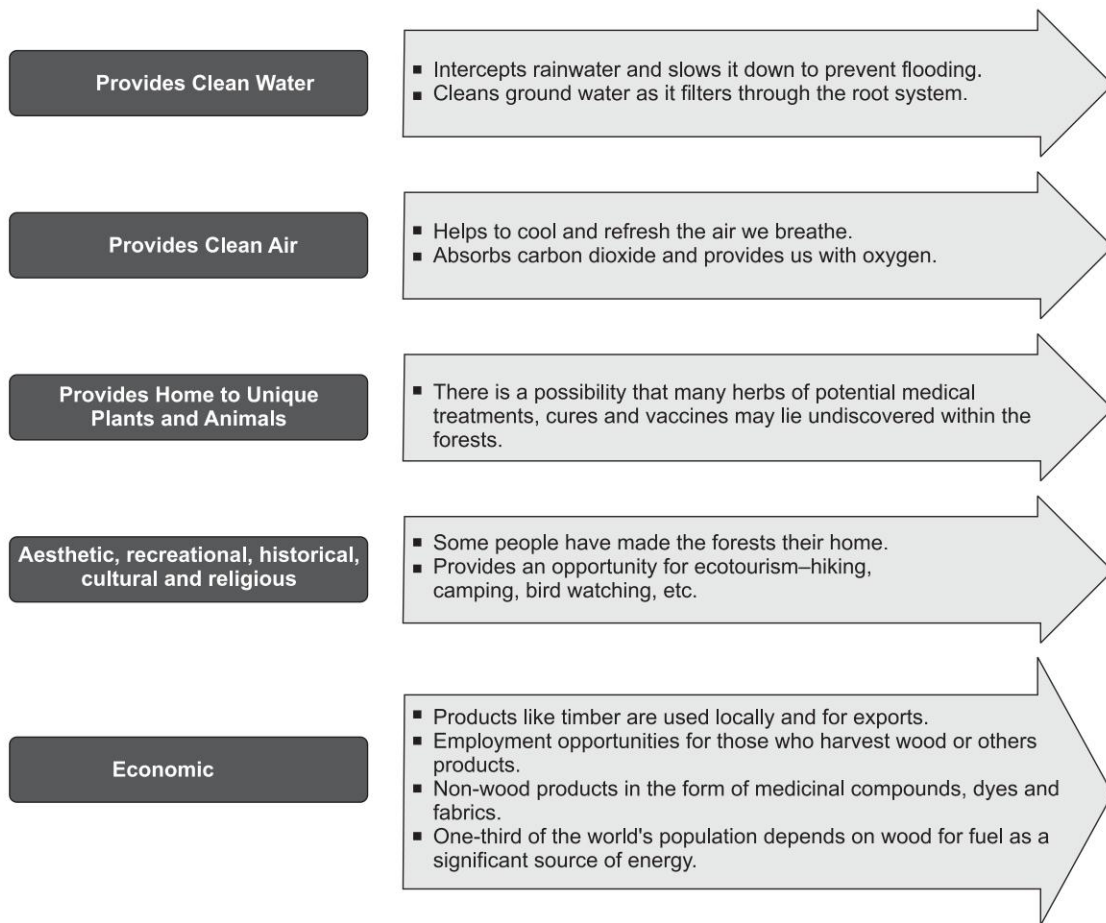 Provides Clean Water
▪ Intercepts rainwater and slows it down to prevent flooding.
▪ Cleans ground water as it filters through the root system.
Provides Clean Air
▪ Helps to cool and refresh the air we breathe.
▪ Absorbs carbon dioxide and provides us with oxygen.
Provides Home to Unique
Plants and Animals
▪ There is a possibility that many herbs of potential medical
treatments, cures and vaccines may lie undiscovered within the
forests.
Aesthetic, recreational, historical,
cultural and religious
▪ Some people have made the forests their home.
▪ Provides an opportunity for ecotourism–hiking,
camping, bird watching, etc.
Economic
▪ Products like timber are used locally and for exports.
▪ Employment opportunities for those who harvest wood or others
products.
▪ Non-wood products in the form of medicinal compounds, dyes and
fabrics.
▪ One-third of the world's population depends on wood for fuel as a
significant source of energy.